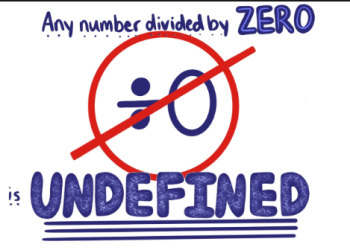 Any number divided by ZERO
÷0
is UNDEFINED